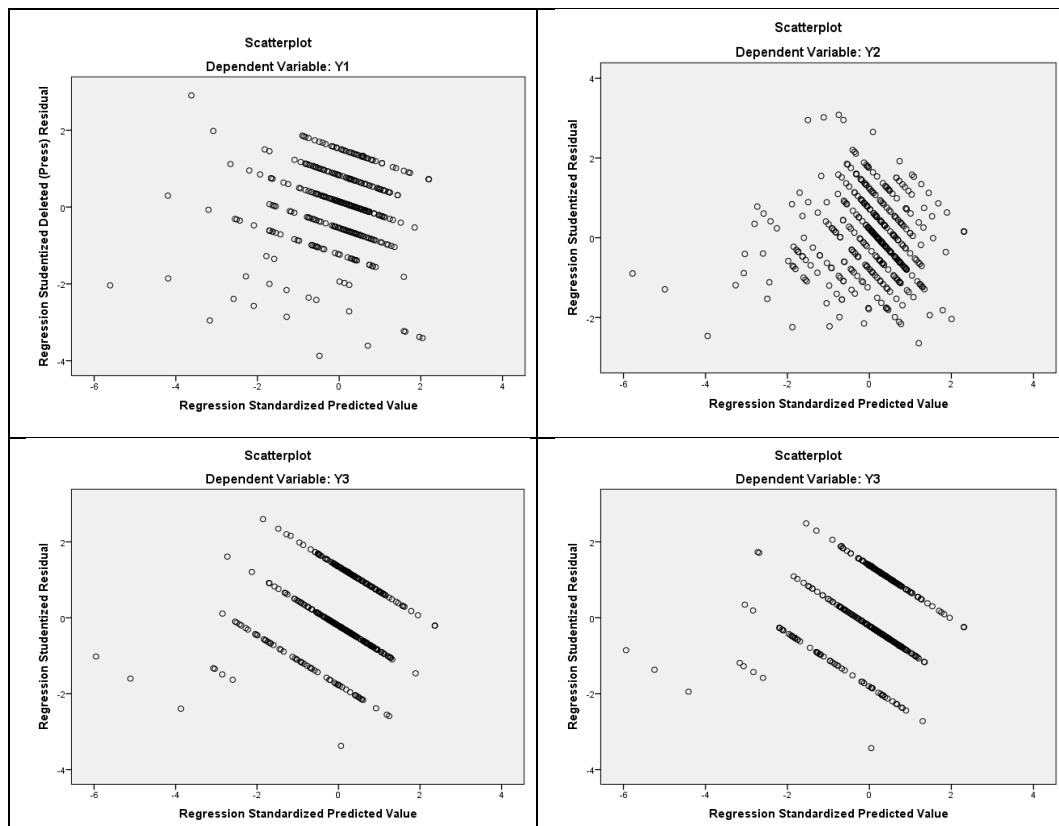 Scatterplot
Dependent Variable: Y1
Regression Studentized Deleted (Press) Residual
2
0
-2
-4
-6
-4
-2
0
2
4
Regression Standardized Predicted Value
Scatterplot
Dependent Variable: Y2
Regression Studentized Residual
4
2
0
-2
-6
-4
-2
0
2
4
Regression Standardized Predicted Value
Scatterplot
Dependent Variable: Y3
Regression Studentized Residual
2
0
-2
-4
-6
-4
-2
0
2
4
Regression Standardized Predicted Value
Scatterplot
Dependent Variable: Y3
Regression Studentized Residual
2
0
-2
-4
-6
-4
-2
0
2
4
Regression Standardized Predicted Value